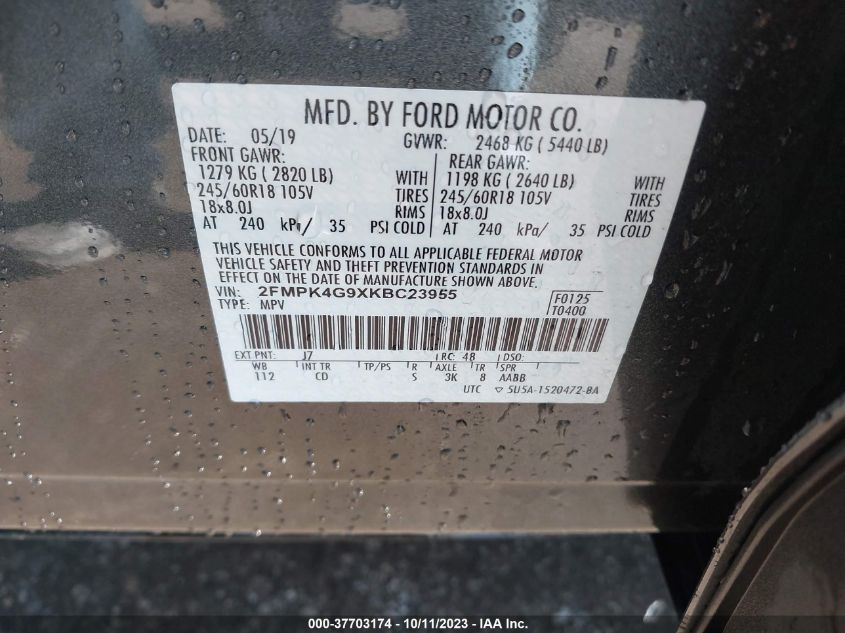 MFD. BY FORD MOTOR CO.
DATE: 05/19 GVWR: 2468 KG ( 5440 LB)
FRONT GAWR: REAR GAWR:
1279 KG ( 2820 LB) WITH 1198 KG ( 2640 LB) WITH
245/60R18 105V TIRES 245/60R18 105V TIRES
18x8.0J RIMS 18x8.0J RIMS
AT 240 kPa/ 35 PSI COLD AT 240 kPa/ 35 PSI COLD
THIS VEHICLE CONFORMS TO ALL APPLICABLE FEDERAL MOTOR
VEHICLE SAFETY AND THEFT PREVENTION STANDARDS IN
EFFECT ON THE DATE OF MANUFACTURE SHOWN ABOVE.
VIN: 2FMPK4G9XKBC23955 F0125
TYPE: MPV T0400
EXT PNT: J7 RC: 48 DSO:
WB INT TR TP/PS R AXLE TR SPR
112 CD S 3K 8 AABB
UTC ▽ 5U5A-1520472-BA
000-37703174 - 10/11/2023 - IAA Inc.